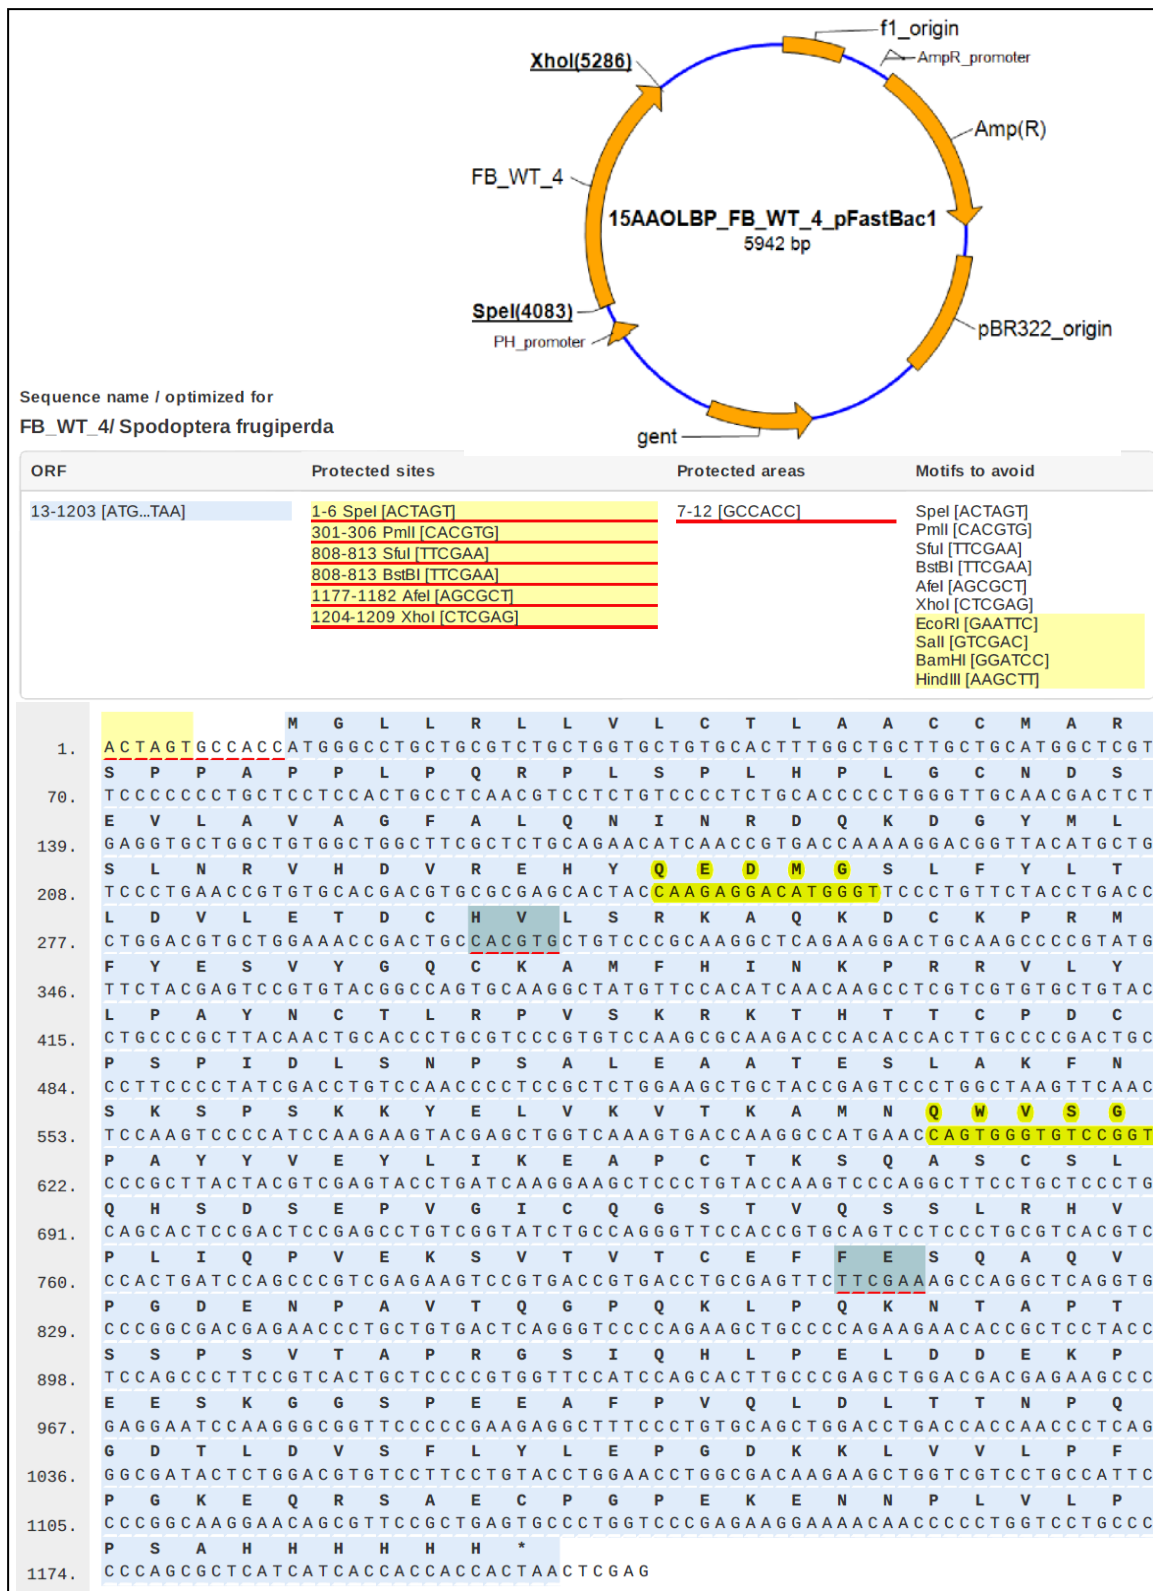 f1_origin
XhoI(5286)
AmpR_promoter
Amp(R)
FB_WT_4
15AAOLBP_FB_WT_4_pFastBac1
5942 bp
SpeI(4083)
PH_promoter
pBR322_origin
gent
Sequence name / optimized for
FB_WT_4/ Spodoptera frugiperda
ORF Protected sites Protected areas Motifs to avoid
13-1203 [ATG...TAA] 1-6 SpeI [ACTAGT] 7-12 [GCCACC] SpeI [ACTAGT]
301-306 PmlI [CACGTG] PmlI [CACGTG]
808-813 SfuI [TTCGAA] SfuI [TTCGAA]
808-813 BstBI [TTCGAA] BstBI [TTCGAA]
1177-1182 AfeI [AGCGCT] AfeI [AGCGCT]
1204-1209 XhoI [CTCGAG] XhoI [CTCGAG]
EcoRI [GAATTC]
SalI [GTCGAC]
BamHI [GGATCC]
HindIII [AAGCTT]
M G L L R L L V L C T L A A C C M A R
1. ACTAGTGCCACCATGGGCCTGCTGCGTCTGCTGGTGCTGTGCACTTTGGCTGCTTGCTGCATGGCTCGT
S P P A P P L P Q R P L S P L H P L G C N D S
70. TCCCCCCCTGCTCCTCCACTGCCTCAACGTCCTCTGTCCCCTCTGCACCCCCTGGGTTGCAACGACTCT
E V L A V A G F A L Q N I N R D Q K D G Y M L
139. GAGGTGCTGGCTGTGGCTGGCTTCGCTCTGCAGAACATCAACCGTGACCAAAAGGACGGTTACATGCTG
S L N R V H D V R E H Y Q E D M G S L F Y L T
208. TCCCTGAACCGTGTGCACGACGTGCGCGAGCACTACCAAGAGGACATGGGTTCCCTGTTCTACCTGACC
L D V L E T D C H V L S R K A Q K D C K P R M
277. CTGGACGTGCTGGAAACCGACTGCCACGTGCTGTCCCGCAAGGCTCAGAAGGACTGCAAGCCCCGTATG
F Y E S V Y G Q C K A M F H I N K P R R V L Y
346. TTCTACGAGTCCGTGTACGGCCAGTGCAAGGCTATGTTCCACATCAACAAGCCTCGTCGTGTGCTGTAC
L P A Y N C T L R P V S K R K T H T T C P D C
415. CTGCCCGCTTACAACTGCACCCTGCGTCCCGTGTCCAAGCGCAAGACCCACACCACTTGCCCCGACTGC
P S P I D L S N P S A L E A A T E S L A K F N
484. CCTTCCCCTATCGACCTGTCCAACCCCTCCGCTCTGGAAGCTGCTACCGAGTCCCTGGCTAAGTTCAAC
S K S P S K K Y E L V K V T K A M N Q W V S G
553. TCCAAGTCCCCATCCAAGAAGTACGAGCTGGTCAAAGTGACCAAGGCCATGAACCAGTGGGTGTCCGGT
P A Y Y V E Y L I K E A P C T K S Q A S C S L
622. CCCGCTTACTACGTCGAGTACCTGATCAAGGAAGCTCCCTGTACCAAGTCCCAGGCTTCCTGCTCCCTG
Q H S D S E P V G I C Q G S T V Q S S L R H V
691. CAGCACTCCGACTCCGAGCCTGTCGGTATCTGCCAGGGTTCCACCGTGCAGTCCTCCCTGCGTCACGTC
P L I Q P V E K S V T V T C E F F E S Q A Q V
760. CCACTGATCCAGCCCGTCGAGAAGTCCGTGACCGTGACCTGCGAGTTCTTCGAAAGCCAGGCTCAGGTG
P G D E N P A V T Q G P Q K L P Q K N T A P T
829. CCCGGCGACGAGAACCCTGCTGTGACTCAGGGTCCCCAGAAGCTGCCCCAGAAGAACACCGCTCCTACC
S S P S V T A P R G S I Q H L P E L D D E K P
898. TCCAGCCCTTCCGTCACTGCTCCCCGTGGTTCCATCCAGCACTTGCCCGAGCTGGACGACGAGAAGCCC
E E S K G G S P E E A F P V Q L D L T T N P Q
967. GAGGAATCCAAGGGCGGTTCCCCCGAAGAGGCTTTCCCTGTGCAGCTGGACCTGACCACCAACCCTCAG
G D T L D V S F L Y L E P G D K K L V V L P F
1036. GGCGATACTCTGGACGTGTCCTTCCTGTACCTGGAACCTGGCGACAAGAAGCTGGTCGTCCTGCCATTC
P G K E Q R S A E C P G P E K E N N P L V L P
1105. CCCGGCAAGGAACAGCGTTCCGCTGAGTGCCCTGGTCCCGAGAAGGAAAACAACCCCCTGGTCCTGCCC
P S A H H H H H H *
1174. CCCAGCGCTCATCATCACCACCACCACTAACTCGAG